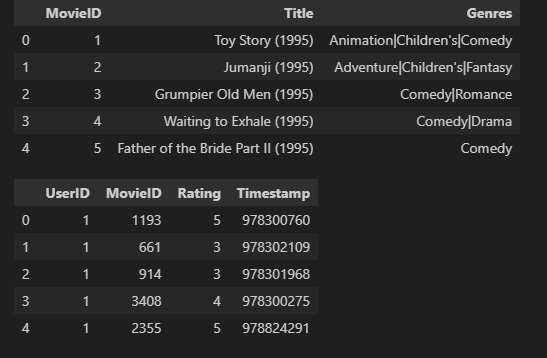 MovieID Title Genres
0 1 Toy Story (1995) Animation|Children's|Comedy
1 2 Jumanji (1995) Adventure|Children's|Fantasy
2 3 Grumpier Old Men (1995) Comedy|Romance
3 4 Waiting to Exhale (1995) Comedy|Drama
4 5 Father of the Bride Part II (1995) Comedy
UserID MovieID Rating Timestamp
0 1 1193 5 978300760
1 1 661 3 978302109
2 1 914 3 978301968
3 1 3408 4 978300275
4 1 2355 5 978824291